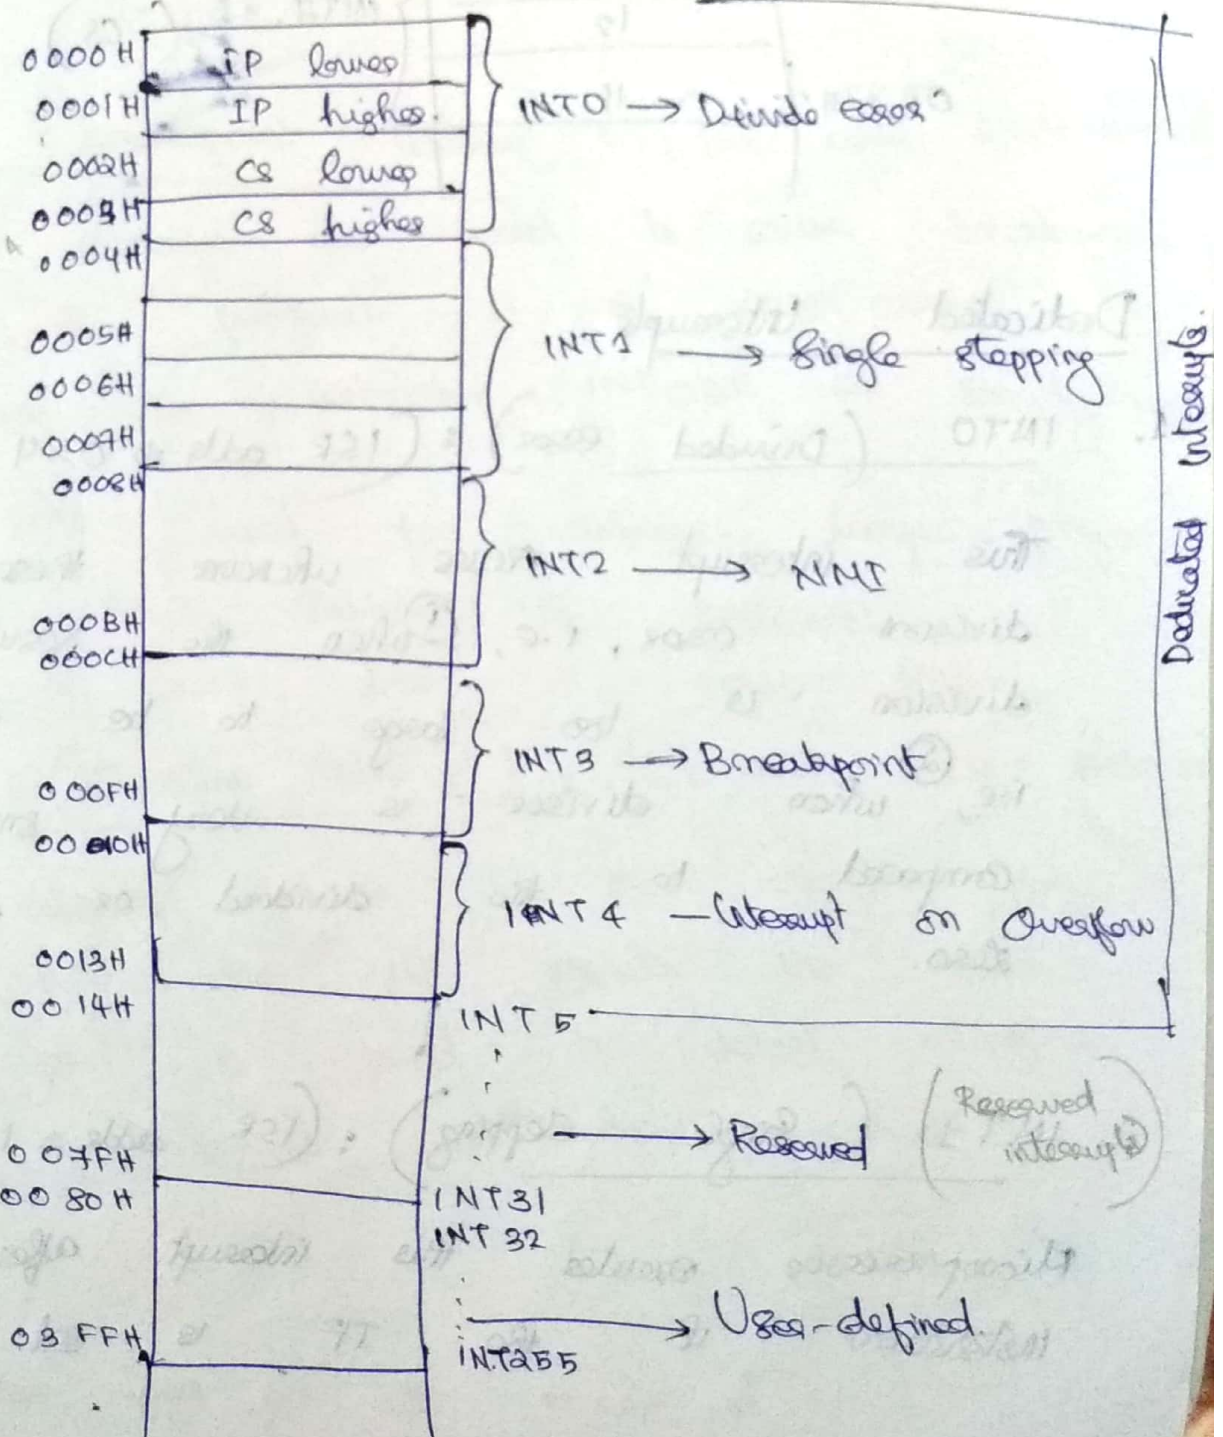 0000H IP lower
0001H IP higher INT0 → Divide error
0002H CS lower
0003H CS higher
0004H
0005H INT1 → Single stepping
0006H
0007H
0008H
INT2 → NMI
000BH
000CH
INT3 → Breakpoint
000FH
0010H
INT4 — Interrupt on Overflow
0013H
0014H INT5
Dedicated Interrupts.
Reserved
interrupts
→ Reserved
007FH
0080H INT31
INT32
→ User-defined.
03FFH
INT255